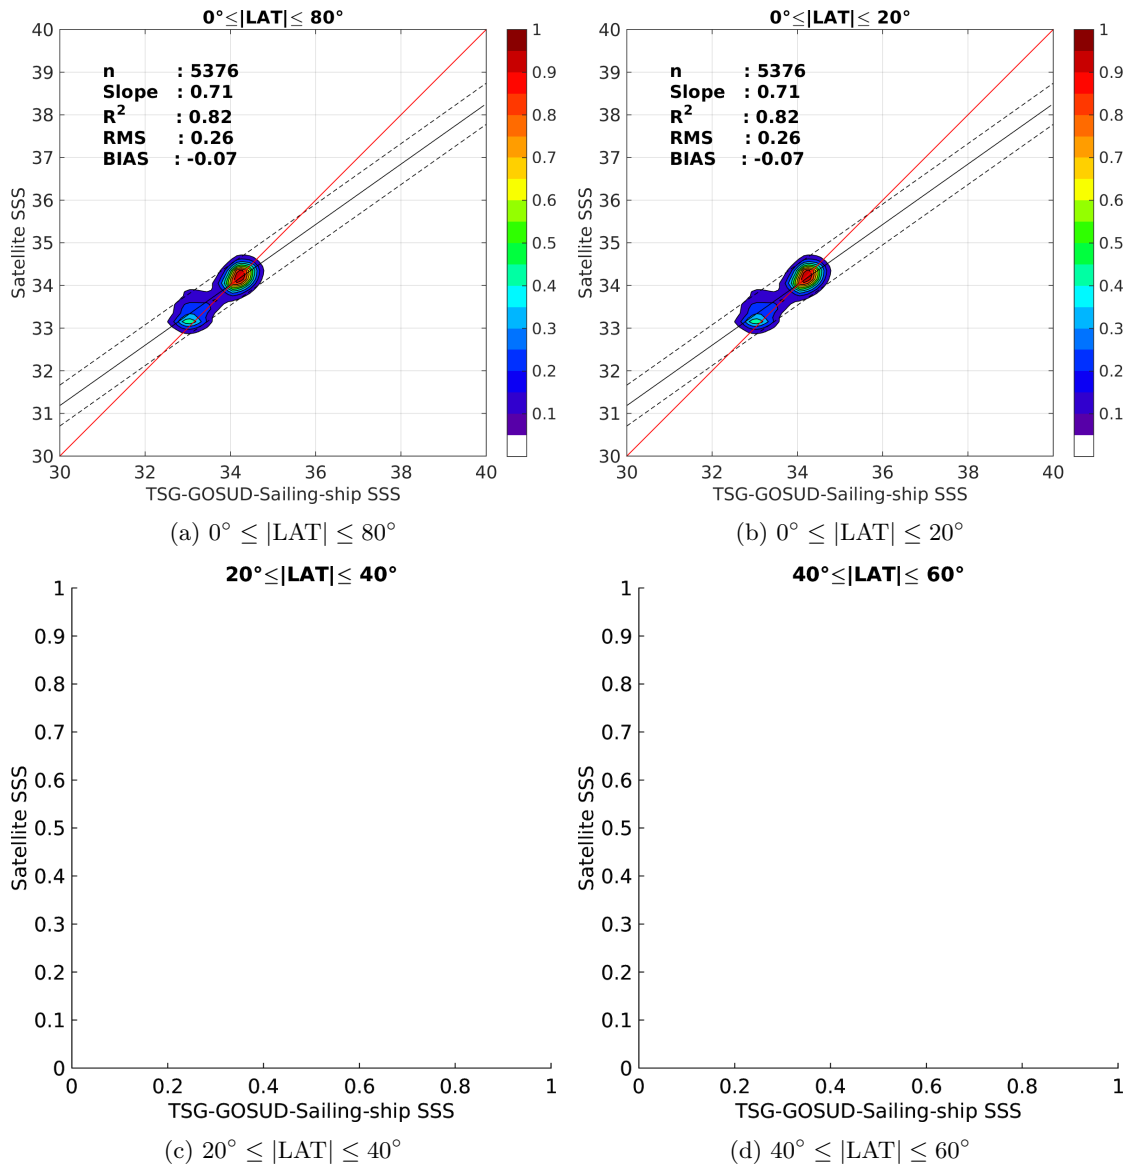 0°≤|LAT|≤ 80°
40
39
38
37
36
35
34
33
32
31
30
Satellite SSS
n : 5376
Slope : 0.71
R2 : 0.82
RMS : 0.26
BIAS : -0.07
30 32 34 36 38 40
TSG-GOSUD-Sailing-ship SSS
1
0.9
0.8
0.7
0.6
0.5
0.4
0.3
0.2
0.1
(a) 0° ≤ |LAT| ≤ 80°
0°≤|LAT|≤ 20°
40
39
38
37
36
35
34
33
32
31
30
Satellite SSS
n : 5376
Slope : 0.71
R2 : 0.82
RMS : 0.26
BIAS : -0.07
30 32 34 36 38 40
TSG-GOSUD-Sailing-ship SSS
1
0.9
0.8
0.7
0.6
0.5
0.4
0.3
0.2
0.1
(b) 0° ≤ |LAT| ≤ 20°
20°≤|LAT|≤ 40°
1
0.9
0.8
0.7
0.6
0.5
0.4
0.3
0.2
0.1
0
Satellite SSS
0 0.2 0.4 0.6 0.8 1
TSG-GOSUD-Sailing-ship SSS
(c) 20° ≤ |LAT| ≤ 40°
40°≤|LAT|≤ 60°
1
0.9
0.8
0.7
0.6
0.5
0.4
0.3
0.2
0.1
0
Satellite SSS
0 0.2 0.4 0.6 0.8 1
TSG-GOSUD-Sailing-ship SSS
(d) 40° ≤ |LAT| ≤ 60°